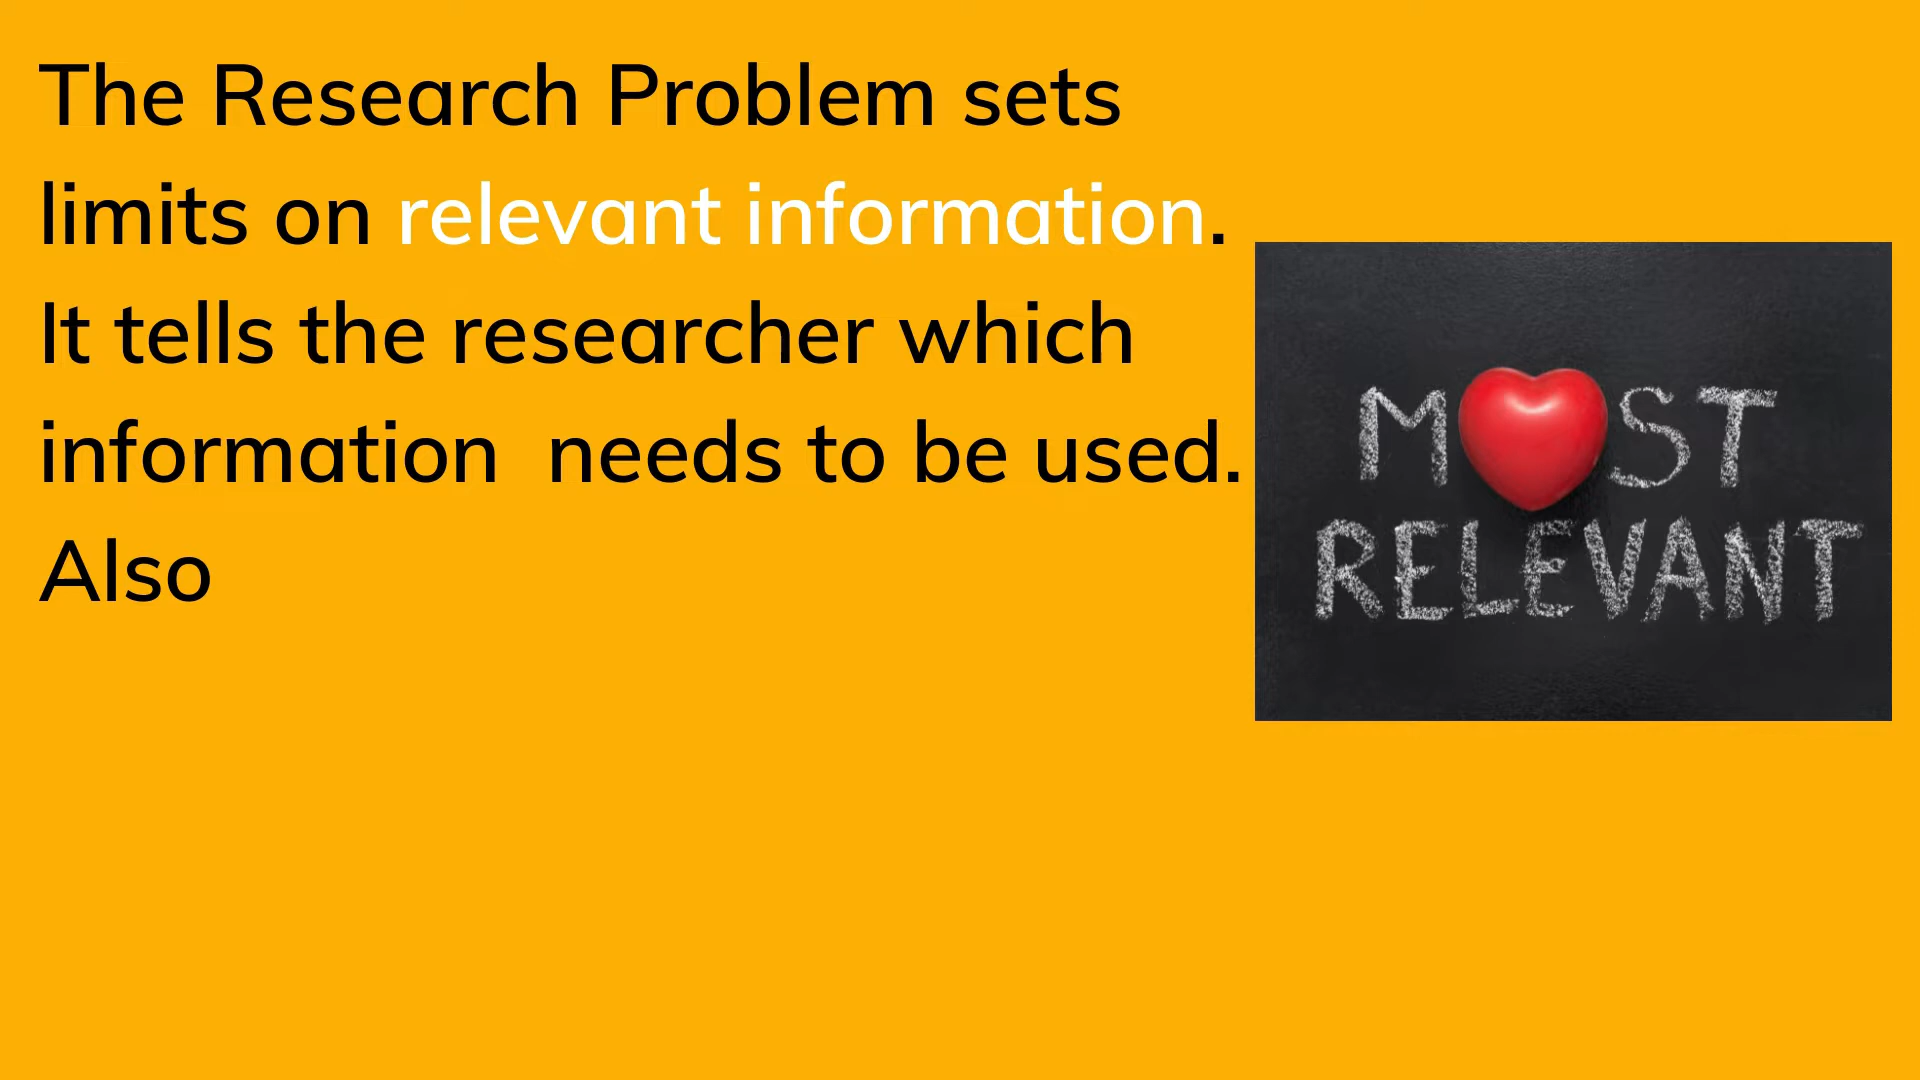 The Research Problem sets
limits on relevant information.
It tells the researcher which
information  needs to be used.
Also
MOST
RELEVANT